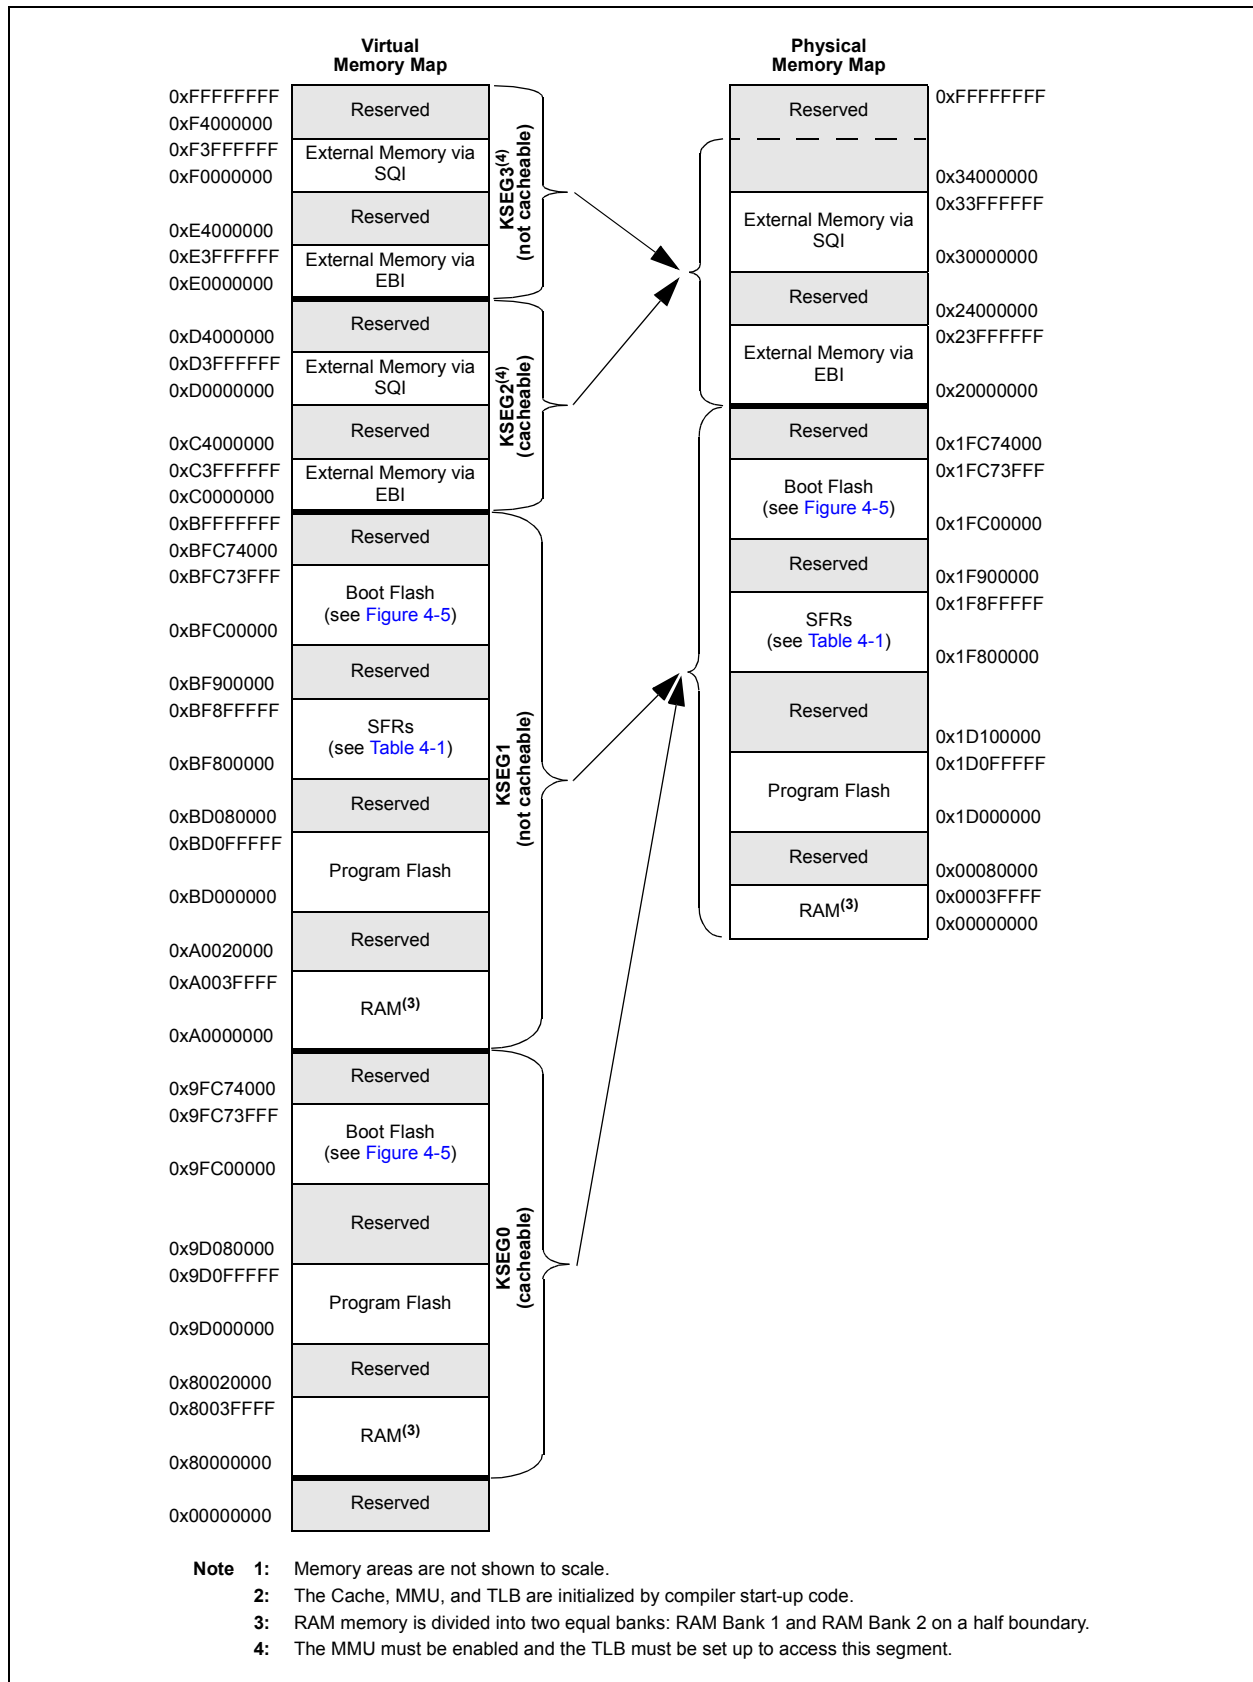 Virtual
Memory Map
Physical
Memory Map
0xFFFFFFFF
Reserved
0xF4000000
0xF3FFFFFF
External Memory via
SQI
0xF0000000
Reserved
0xE4000000
0xE3FFFFFF
External Memory via
EBI
0xE0000000
KSEG3(4)
(not cacheable)
Reserved
0xD4000000
0xD3FFFFFF
External Memory via
SQI
0xD0000000
Reserved
0xC4000000
0xC3FFFFFF
External Memory via
EBI
0xC0000000
KSEG2(4)
(cacheable)
0xBFFFFFFF
Reserved
0xBFC74000
0xBFC73FFF
Boot Flash
(see Figure 4-5)
0xBFC00000
Reserved
0xBF900000
0xBF8FFFFF
SFRs
(see Table 4-1)
0xBF800000
Reserved
0xBD080000
0xBD0FFFFF
Program Flash
0xBD000000
Reserved
0xA0020000
0xA003FFFF
RAM(3)
0xA0000000
KSEG1
(not cacheable)
Reserved
0x9FC74000
0x9FC73FFF
Boot Flash
(see Figure 4-5)
0x9FC00000
Reserved
0x9D080000
0x9D0FFFFF
Program Flash
0x9D000000
Reserved
0x80020000
0x8003FFFF
RAM(3)
0x80000000
KSEG0
(cacheable)
Reserved
0x00000000
Reserved
0xFFFFFFFF
0x34000000
0x33FFFFFF
External Memory via
SQI
0x30000000
Reserved
0x24000000
0x23FFFFFF
External Memory via
EBI
0x20000000
Reserved
0x1FC74000
0x1FC73FFF
Boot Flash
(see Figure 4-5)
0x1FC00000
Reserved
0x1F900000
0x1F8FFFFF
SFRs
(see Table 4-1)
0x1F800000
Reserved
0x1D100000
0x1D0FFFFF
Program Flash
0x1D000000
Reserved
0x00080000
0x0003FFFF
RAM(3)
0x00000000
Note 1: Memory areas are not shown to scale.
2: The Cache, MMU, and TLB are initialized by compiler start-up code.
3: RAM memory is divided into two equal banks: RAM Bank 1 and RAM Bank 2 on a half boundary.
4: The MMU must be enabled and the TLB must be set up to access this segment.